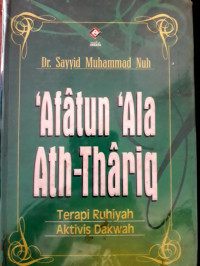 Dr. Sayyid Muhammad Nuh
'Afâtun 'Ala
Ath-Thâriq
Terapi Ruhiyah
Aktivis Dakwah